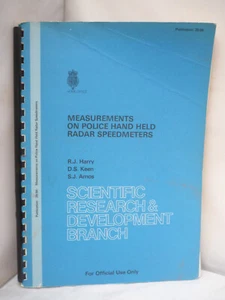 MEASUREMENTS
ON POLICE HAND HELD
RADAR SPEEDMETERS
R.J. Harry
D.S. Keen
S.J. Amos
SCIENTIFIC
RESEARCH &
DEVELOPMENT
BRANCH
For Official Use Only